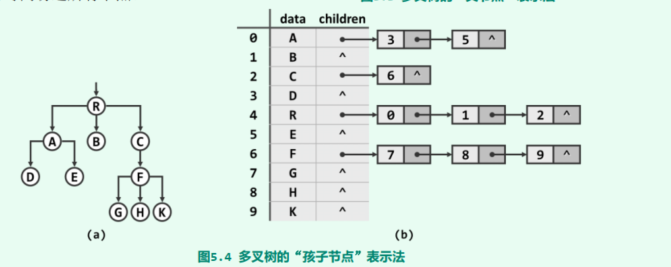 data children
0 A 3 5 ^
1 B ^
2 C 6 ^
3 D ^
4 R 0 1 2 ^
5 E ^
6 F 7 8 9 ^
7 G ^
8 H ^
9 K ^
R
A B C
D E F
G H K
(a) (b)
图5.4 多叉树的“孩子节点”表示法